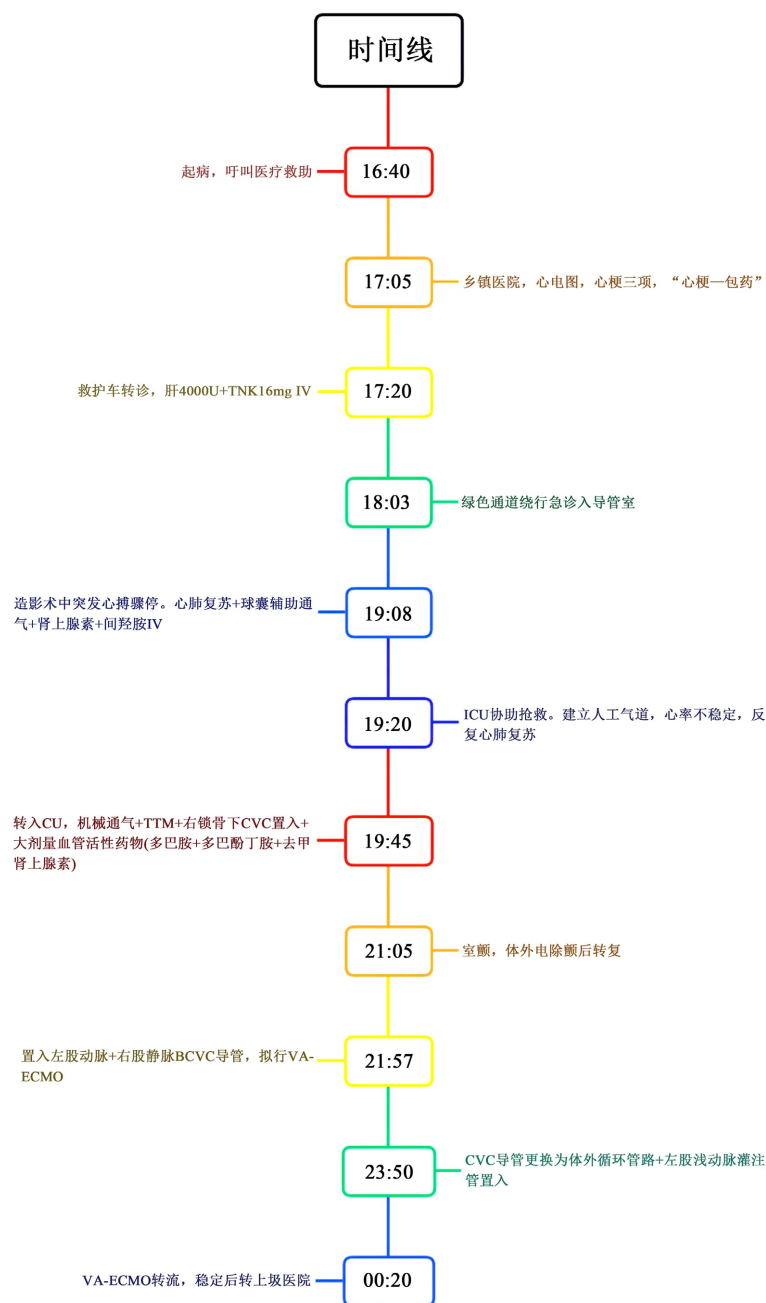 时间线
16:40
起病，吁叫医疗救助
17:05
乡镇医院，心电图，心梗三项，“心梗—包药”
17:20
救护车转诊，肝4000U+TNK16mg IV
18:03
绿色通道绕行急诊入导管室
19:08
造影术中突发心搏骤停。心肺复苏+球囊辅助通
气+肾上腺素+间羟胺IV
19:20
ICU协助抢救。建立人工气道，心率不稳定，反
复心肺复苏
19:45
转入CU，机械通气+TTM+右锁骨下CVC置入+
大剂量血管活性药物(多巴胺+多巴酚丁胺+去甲
肾上腺素)
21:05
室颤，体外电除颤后转复
21:57
置入左股动脉+右股静脉BCVC导管，拟行VA-
ECMO
23:50
CVC导管更换为体外循环管路+左股浅动脉灌注
管置入
00:20
VA-ECMO转流，稳定后转上圾医院